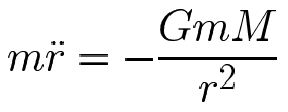 m\ddot{r} = -\frac{GmM}{r^2}